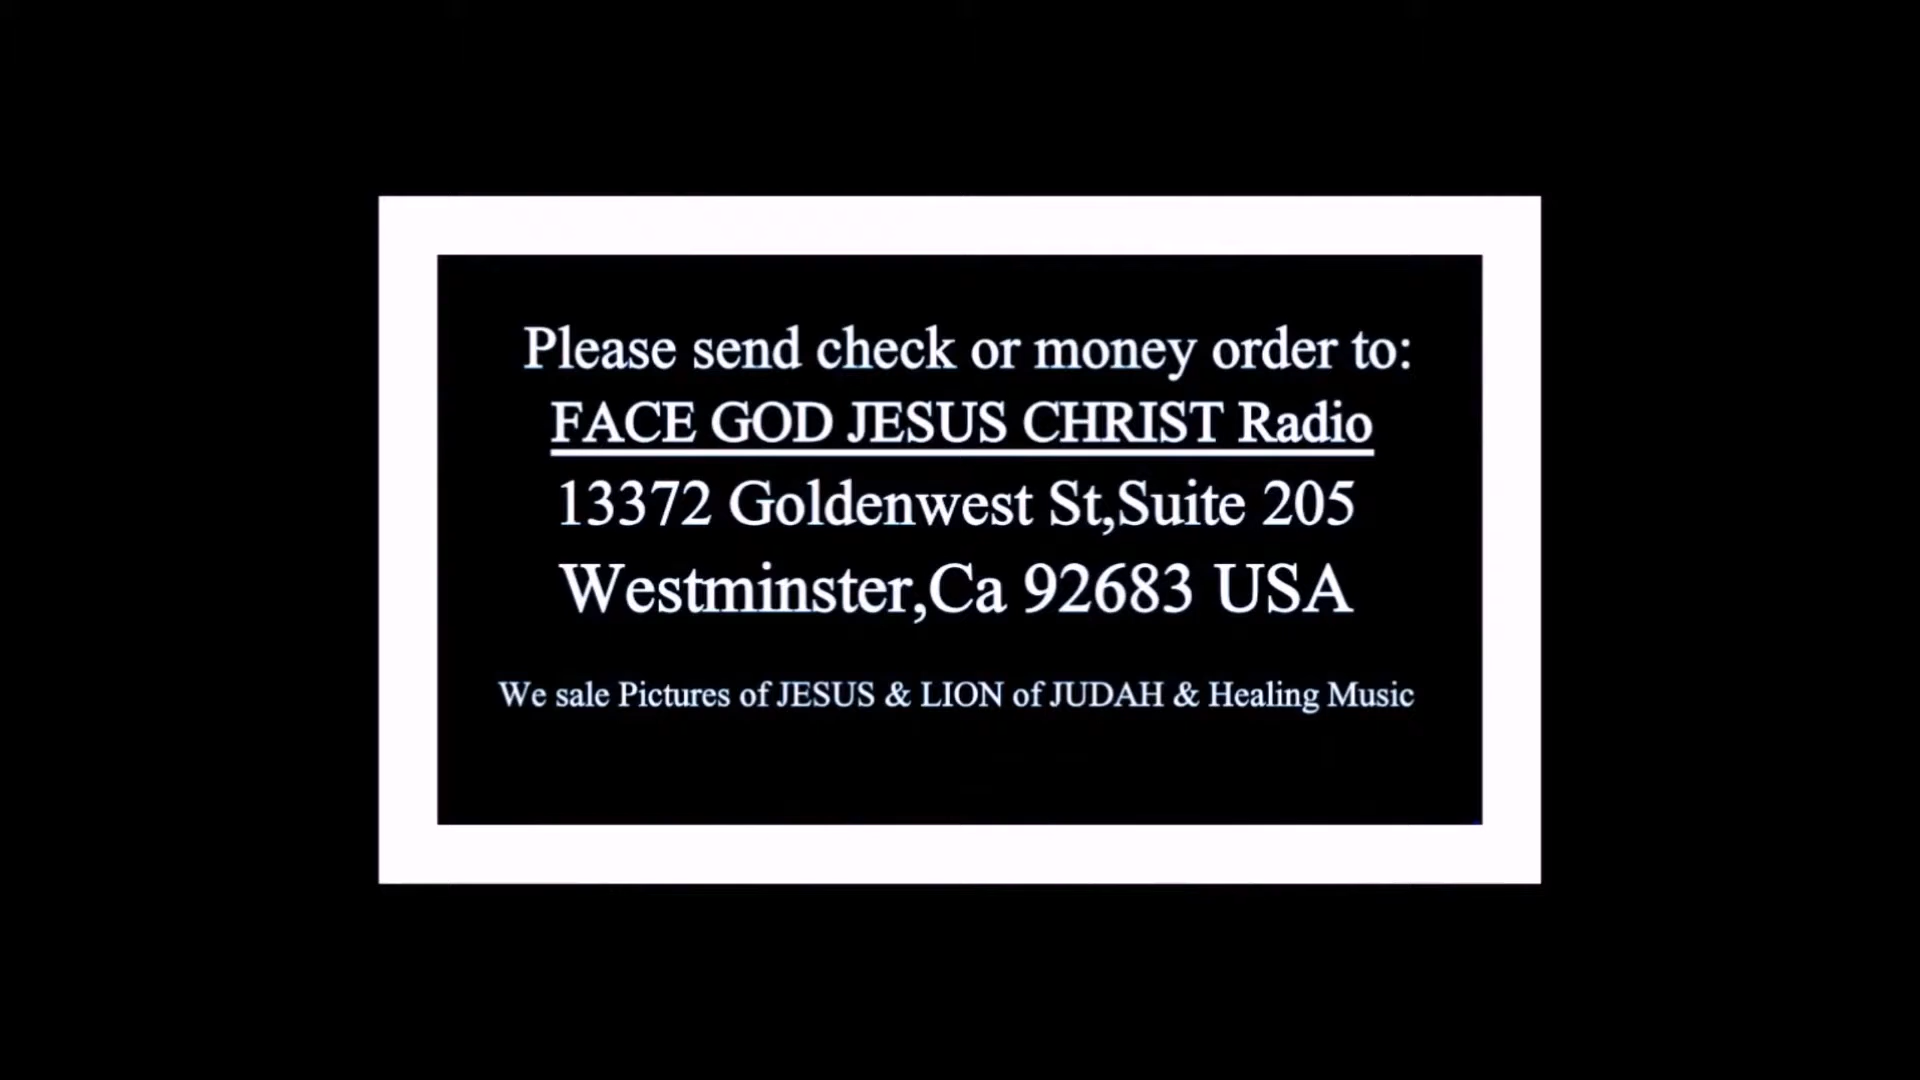 Please send check or money order to:
FACE GOD JESUS CHRIST Radio
13372 Goldenwest St,Suite 205
Westminster,Ca 92683 USA
We sale Pictures of JESUS & LION of JUDAH & Healing Music